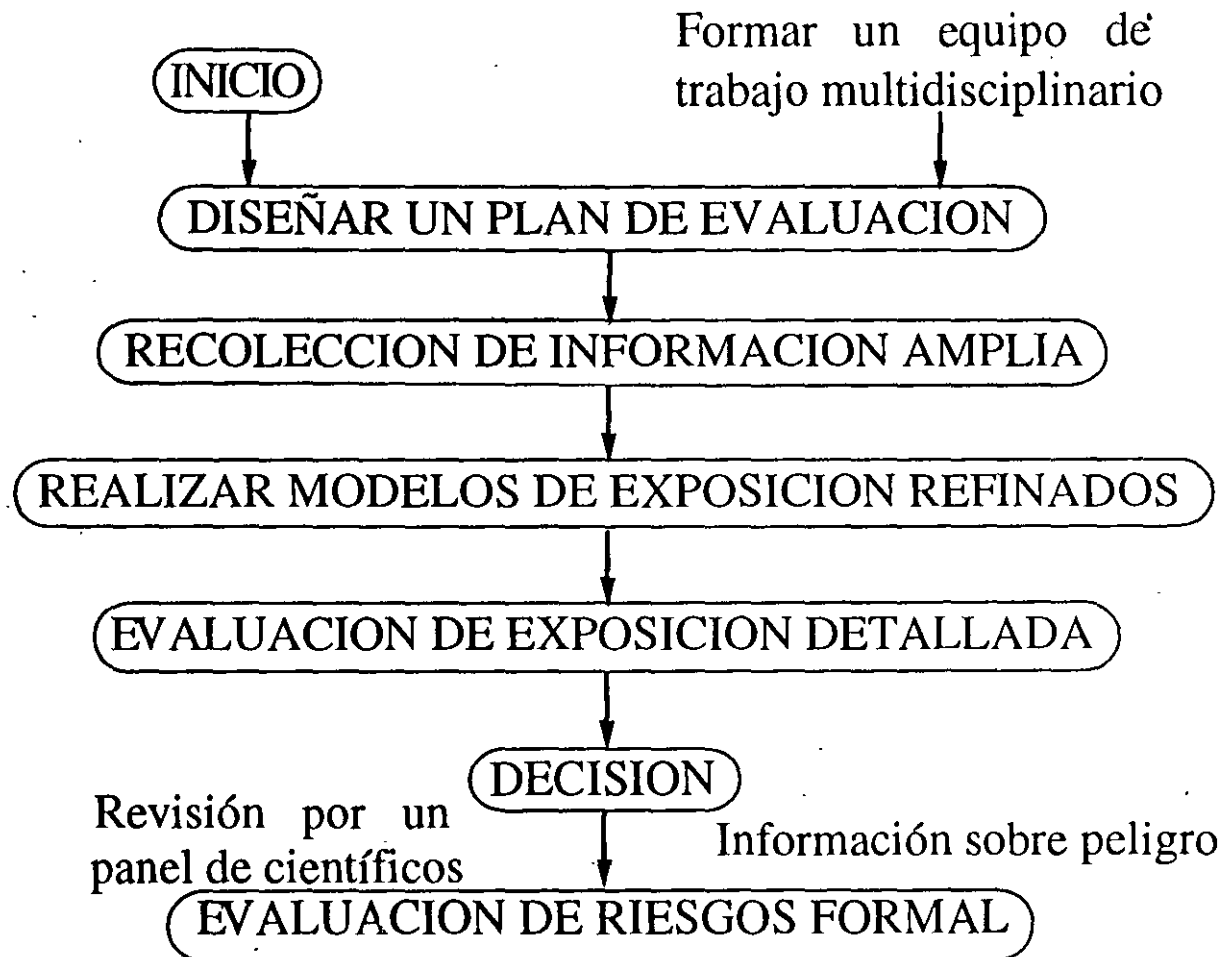 INICIO
Formar un equipo de
trabajo multidisciplinario
DISEÑAR UN PLAN DE EVALUACION
RECOLECCION DE INFORMACION AMPLIA
REALIZAR MODELOS DE EXPOSICION REFINADOS
EVALUACION DE EXPOSICION DETALLADA
DECISION
Revisión por un
panel de científicos
Información sobre peligro
EVALUACION DE RIESGOS FORMAL